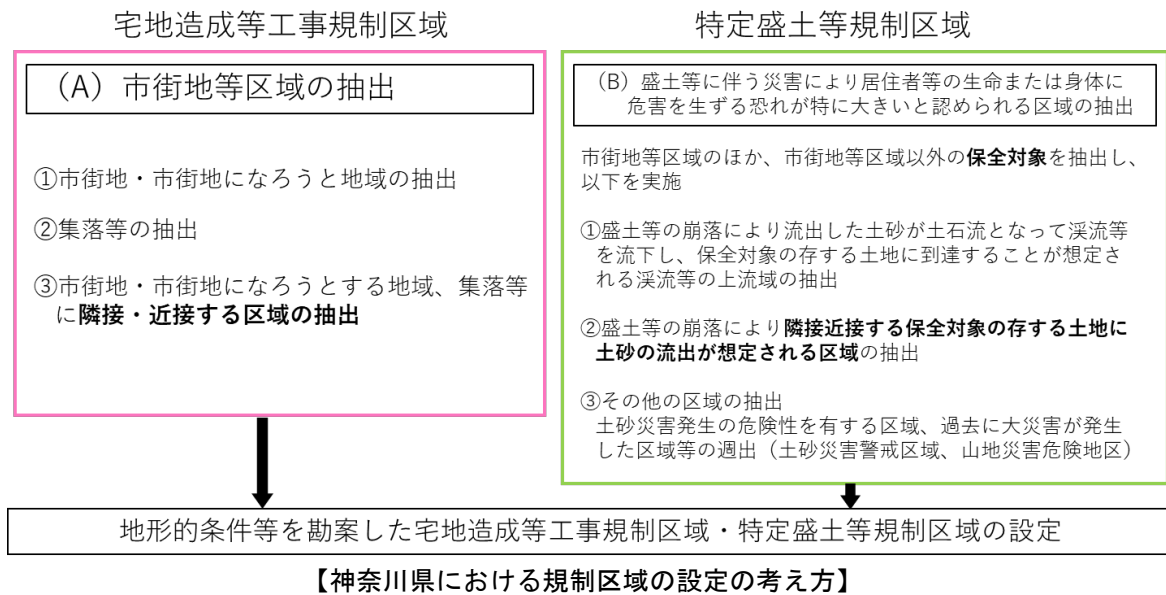 宅地造成等工事規制区域
（A）市街地等区域の抽出
①市街地・市街地になろうと地域の抽出
②集落等の抽出
③市街地・市街地になろうとする地域、集落等
に隣接・近接する区域の抽出
特定盛土等規制区域
（B）盛土等に伴う災害により居住者等の生命または身体に
危害を生ずる恐れが特に大きいと認められる区域の抽出
市街地等区域のほか、市街地等区域以外の保全対象を抽出し、
以下を実施
①盛土等の崩落により流出した土砂が土石流となって渓流等
を流下し、保全対象の存する土地に到達することが想定さ
れる渓流等の上流域の抽出
②盛土等の崩落により隣接近接する保全対象の存する土地に
土砂の流出が想定される区域の抽出
③その他の区域の抽出
土砂災害発生の危険性を有する区域、過去に大災害が発生
した区域等の週出（土砂災害警戒区域、山地災害危険地区）
地形的条件等を勘案した宅地造成等工事規制区域・特定盛土等規制区域の設定
【神奈川県における規制区域の設定の考え方】